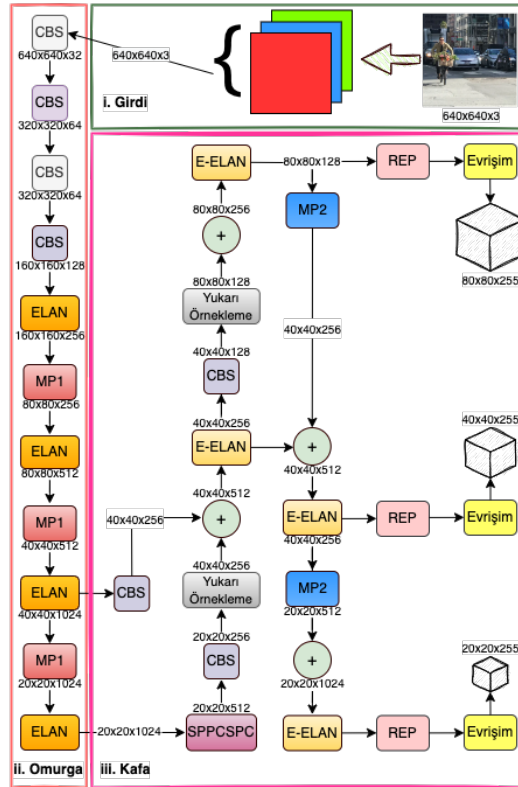 CBS
640x640x32
CBS
320x320x64
CBS
320x320x64
CBS
160x160x128
ELAN
160x160x256
MP1
80x80x256
ELAN
80x80x512
MP1
40x40x512
ELAN
40x40x1024
MP1
20x20x1024
ELAN
ii. Omurga
640x640x3
{
i. Girdi
640x640x3
E-ELAN
80x80x128
REP
Evrişim
80x80x255
80x80x256
MP2
+
80x80x128
Yukarı
Örnekleme
40x40x256
40x40x128
CBS
40x40x256
E-ELAN
+
40x40x512
40x40x512
40x40x256
+
CBS
E-ELAN
REP
Evrişim
40x40x255
40x40x256
40x40x256
Yukarı
Örnekleme
MP2
20x20x512
20x20x256
CBS
+
20x20x1024
20x20x512
20x20x1024
SPPCSPC
E-ELAN
REP
Evrişim
20x20x255
iii. Kafa